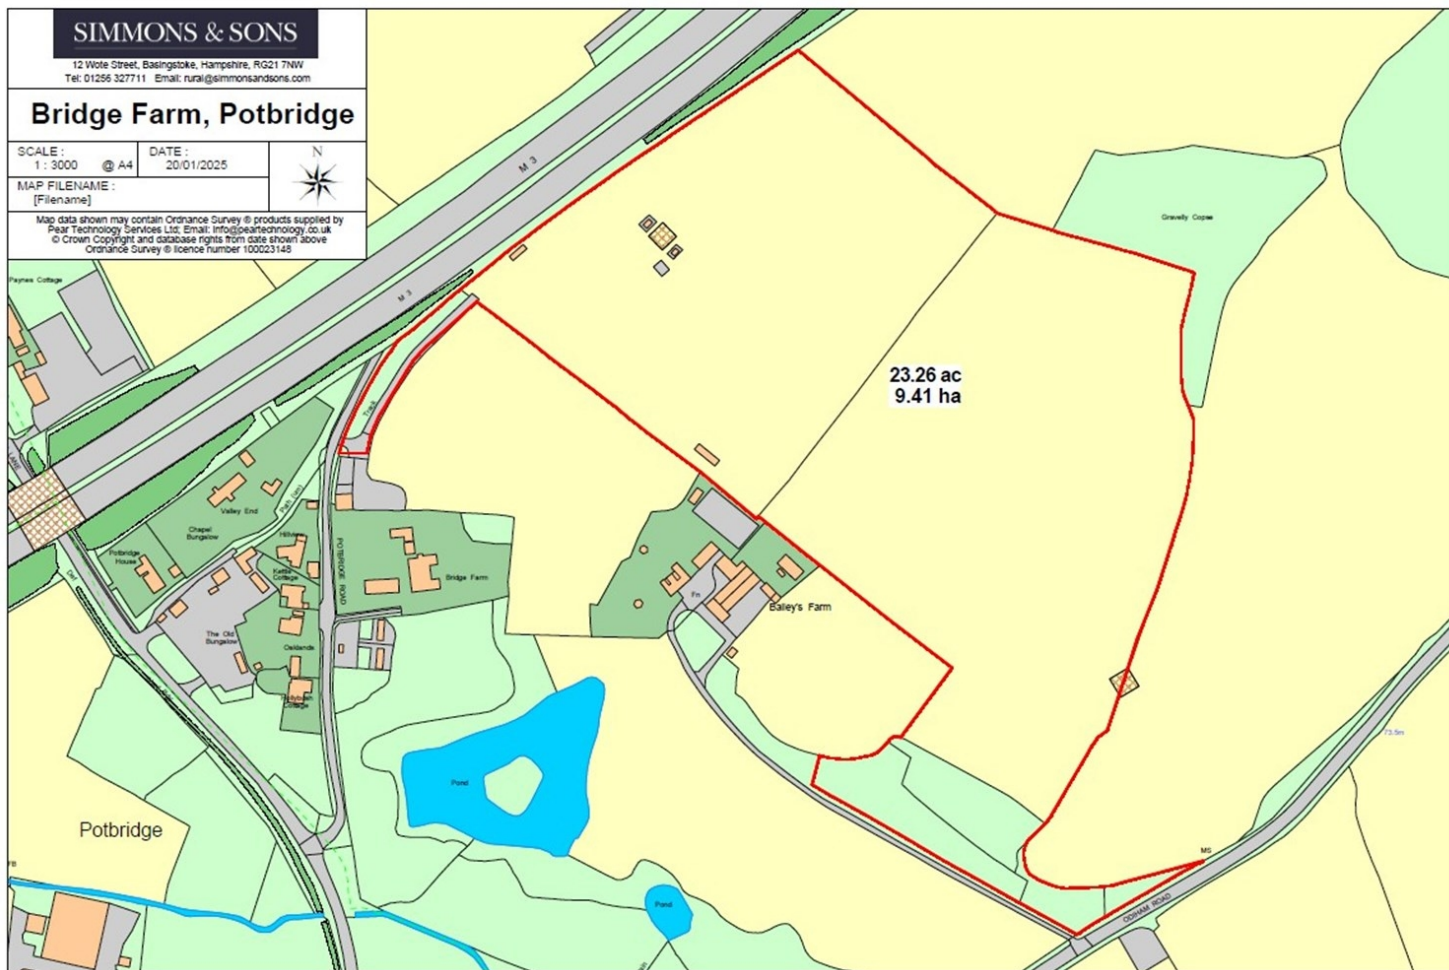 SIMMONS & SONS
12 Wote Street, Basingstoke, Hampshire, RG21 7NW
Tel: 01256 327711 Email: rural@simmonsandsons.com
Bridge Farm, Potbridge
SCALE :
1 : 3000 @ A4
DATE :
20/01/2025
N
MAP FILENAME :
[Filename]
Map data shown may contain Ordnance Survey ® products supplied by
Pear Technology Services Ltd; Email: info@peartechnology.co.uk
© Crown Copyright and database rights from date shown above
Ordnance Survey ® licence number 100023148
M 3
Gravelly Copse
Paynes Cottage
M 3
23.26 ac
9.41 ha
Track
LANE
Path (um)
Valley End
Chapel
Bungalow
Hillview
Potbridge
House
POTBRIDGE ROAD
Kettle
Cottage
Def
Bridge Farm
Fn
Bailey's Farm
The Old
Bungalow
Oaklands
Cottage
73.5m
Pond
Potbridge
MS
FB
Pond
ODIHAM ROAD